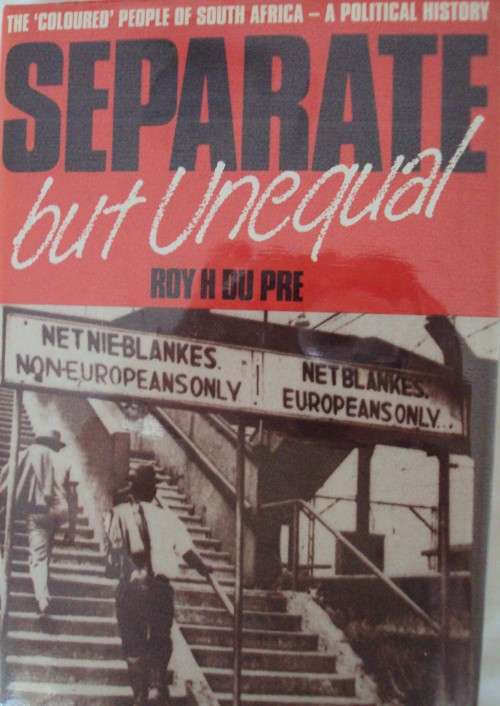 THE 'COLOURED' PEOPLE OF SOUTH AFRICA – A POLITICAL HISTORY
SEPARATE
but Unequal
ROY H DU PRE
NET NIE BLANKES.
NON-EUROPEANS ONLY
NET BLANKES.
EUROPEANS ONLY..